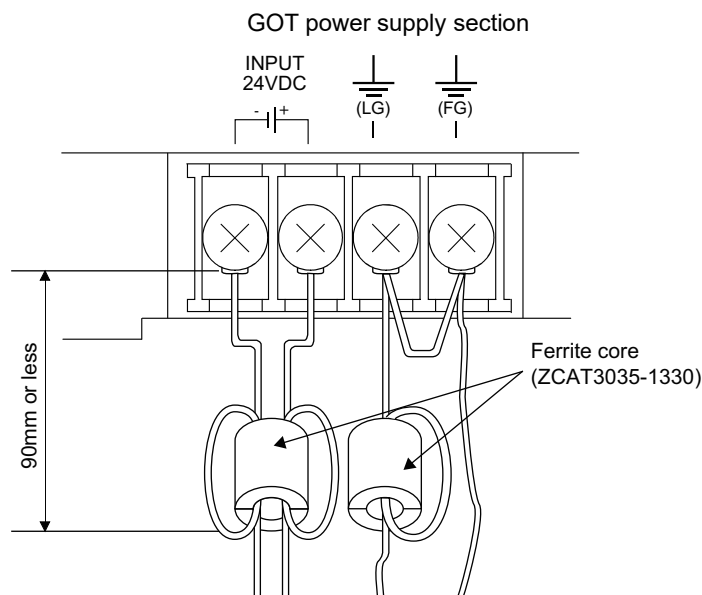 GOT power supply section
INPUT
24VDC
- +
(LG)
(FG)
90mm or less
Ferrite core
(ZCAT3035-1330)